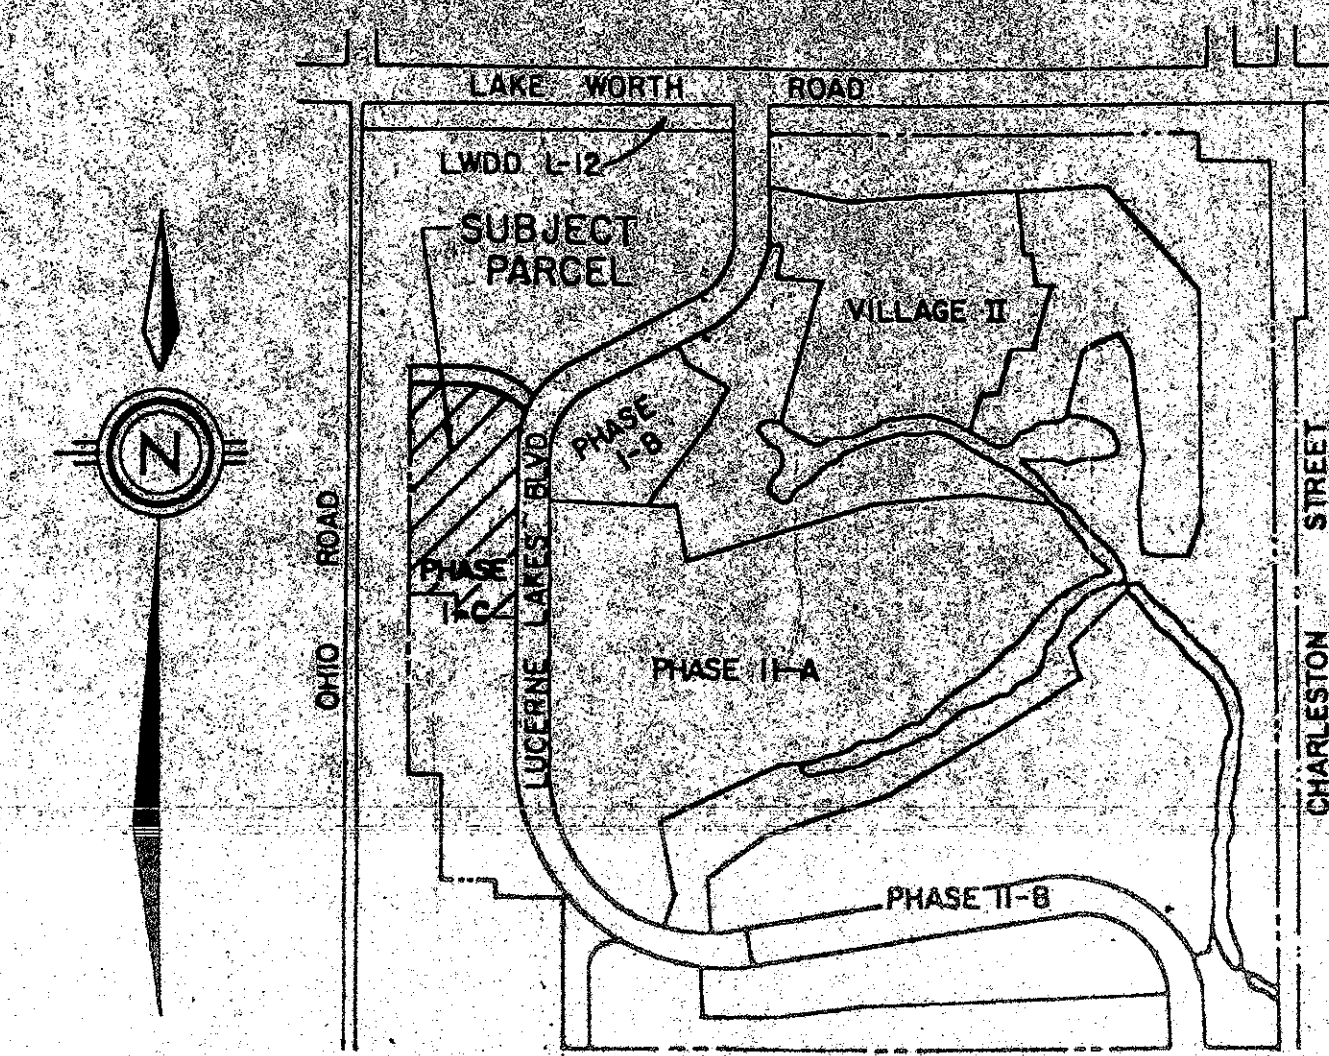 LAKE WORTH ROAD
L.W.D.D. L-12
SUBJECT
PARCEL
VILLAGE II
PHASE
I-B
N
PHASE
I-C
LUCERNE LAKES BLVD.
OHIO ROAD
PHASE II-A
CHARLESTON STREET
PHASE II-B